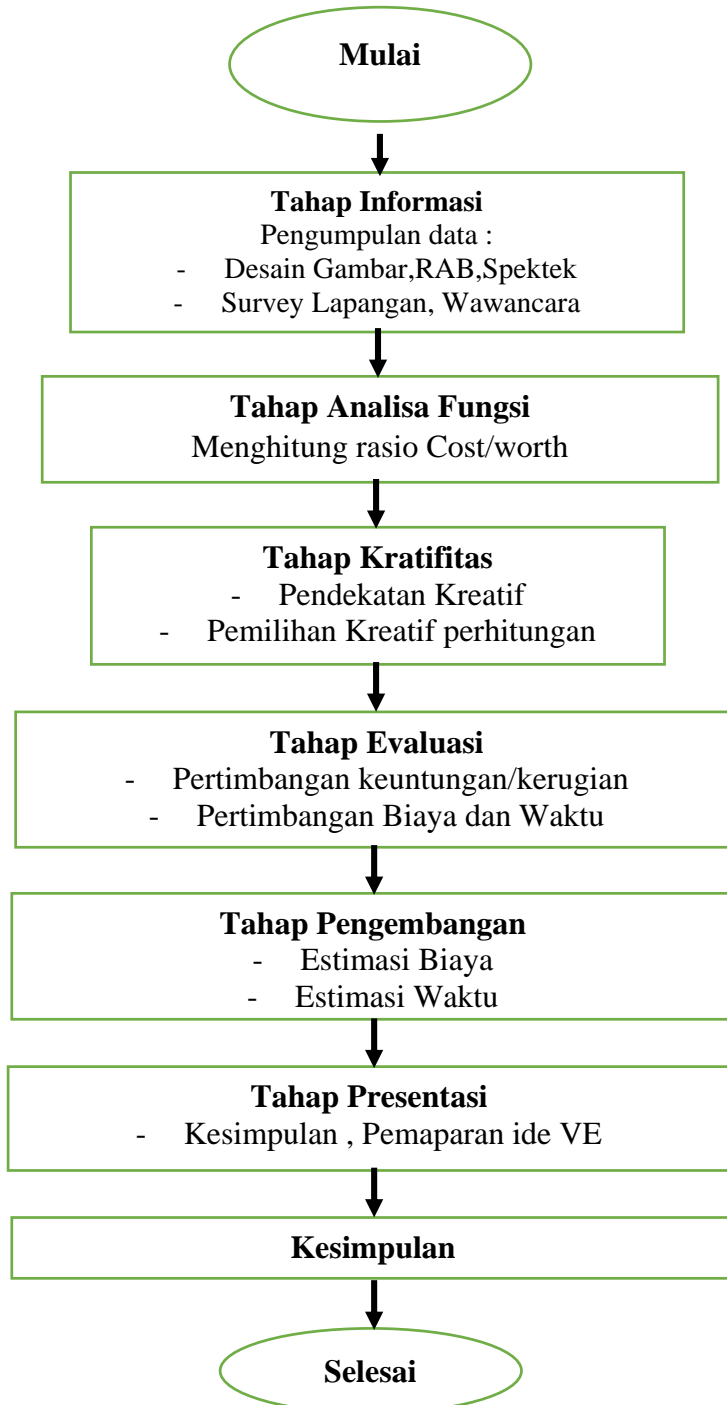 Mulai
Tahap Informasi
Pengumpulan data :
- Desain Gambar,RAB,Spektek
- Survey Lapangan, Wawancara
Tahap Analisa Fungsi
Menghitung rasio Cost/worth
Tahap Kratifitas
- Pendekatan Kreatif
- Pemilihan Kreatif perhitungan
Tahap Evaluasi
- Pertimbangan keuntungan/kerugian
- Pertimbangan Biaya dan Waktu
Tahap Pengembangan
- Estimasi Biaya
- Estimasi Waktu
Tahap Presentasi
- Kesimpulan , Pemaparan ide VE
Kesimpulan
Selesai